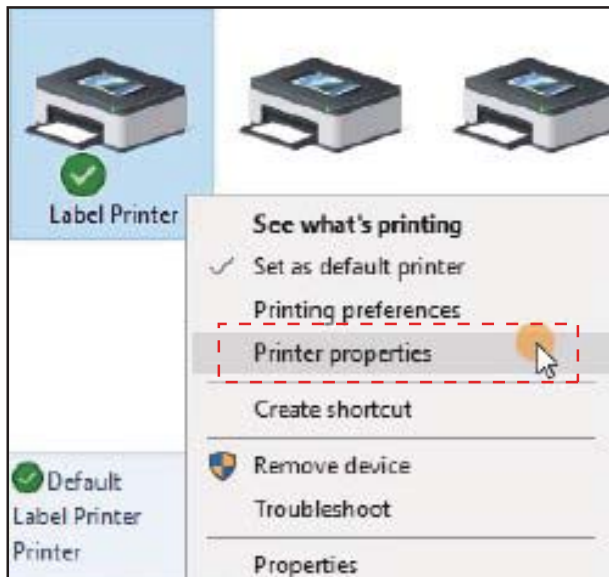 Label Printer
See what's printing
Set as default printer
Printing preferences
Printer properties
Create shortcut
Remove device
Troubleshoot
Properties
Default
Label Printer
Printer